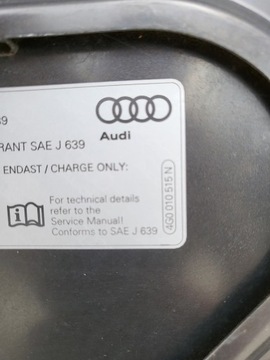 39
Audi
RANT SAE J 639
ENDAST / CHARGE ONLY:
For technical details
refer to the
Service Manual!
Conforms to SAE J 639
4G0 010 515 N